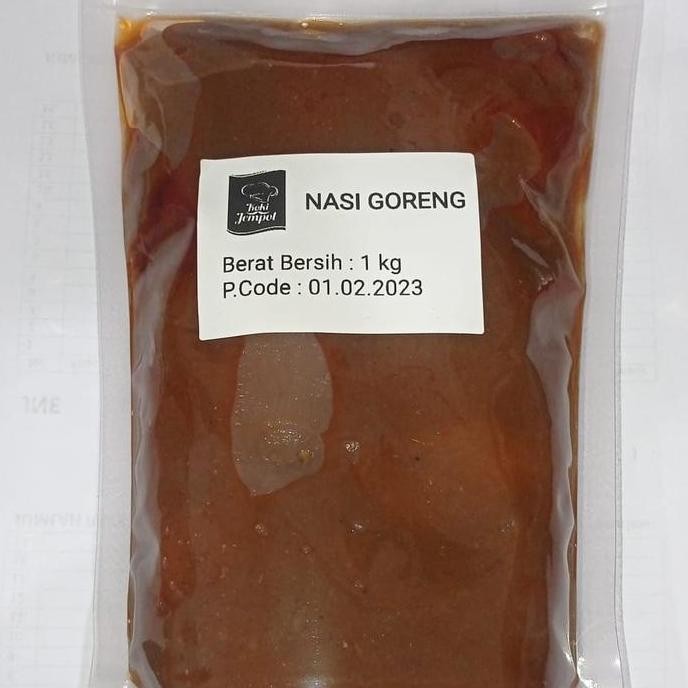 Koki
Jempol
NASI GORENG
Berat Bersih : 1 kg
P.Code : 01.02.2023